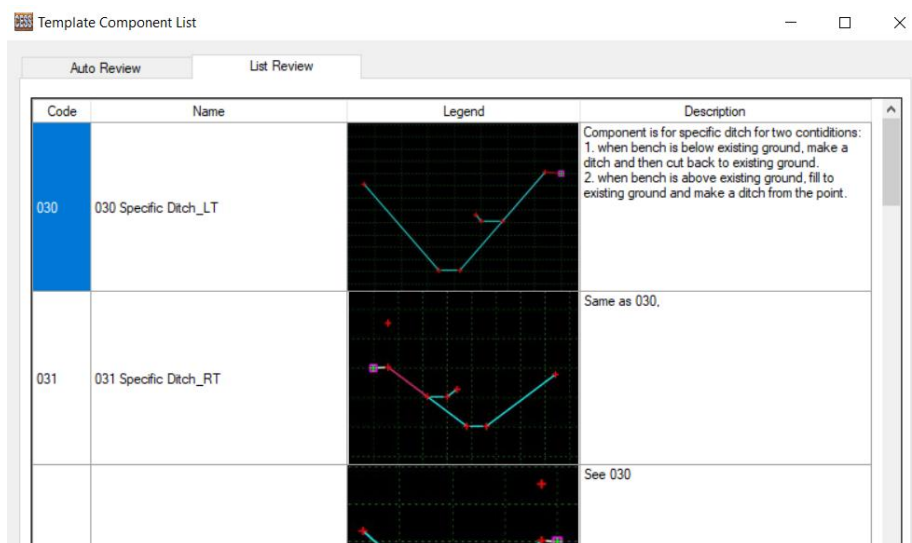 CESS Template Component List
Auto Review List Review
Code Name Legend Description
030 030 Specific Ditch_LT
Component is for specific ditch for two contiditions:
1. when bench is below existing ground, make a
ditch and then cut back to existing ground.
2. when bench is above existing ground, fill to
existing ground and make a ditch from the point.
031 031 Specific Ditch_RT
Same as 030,
See 030